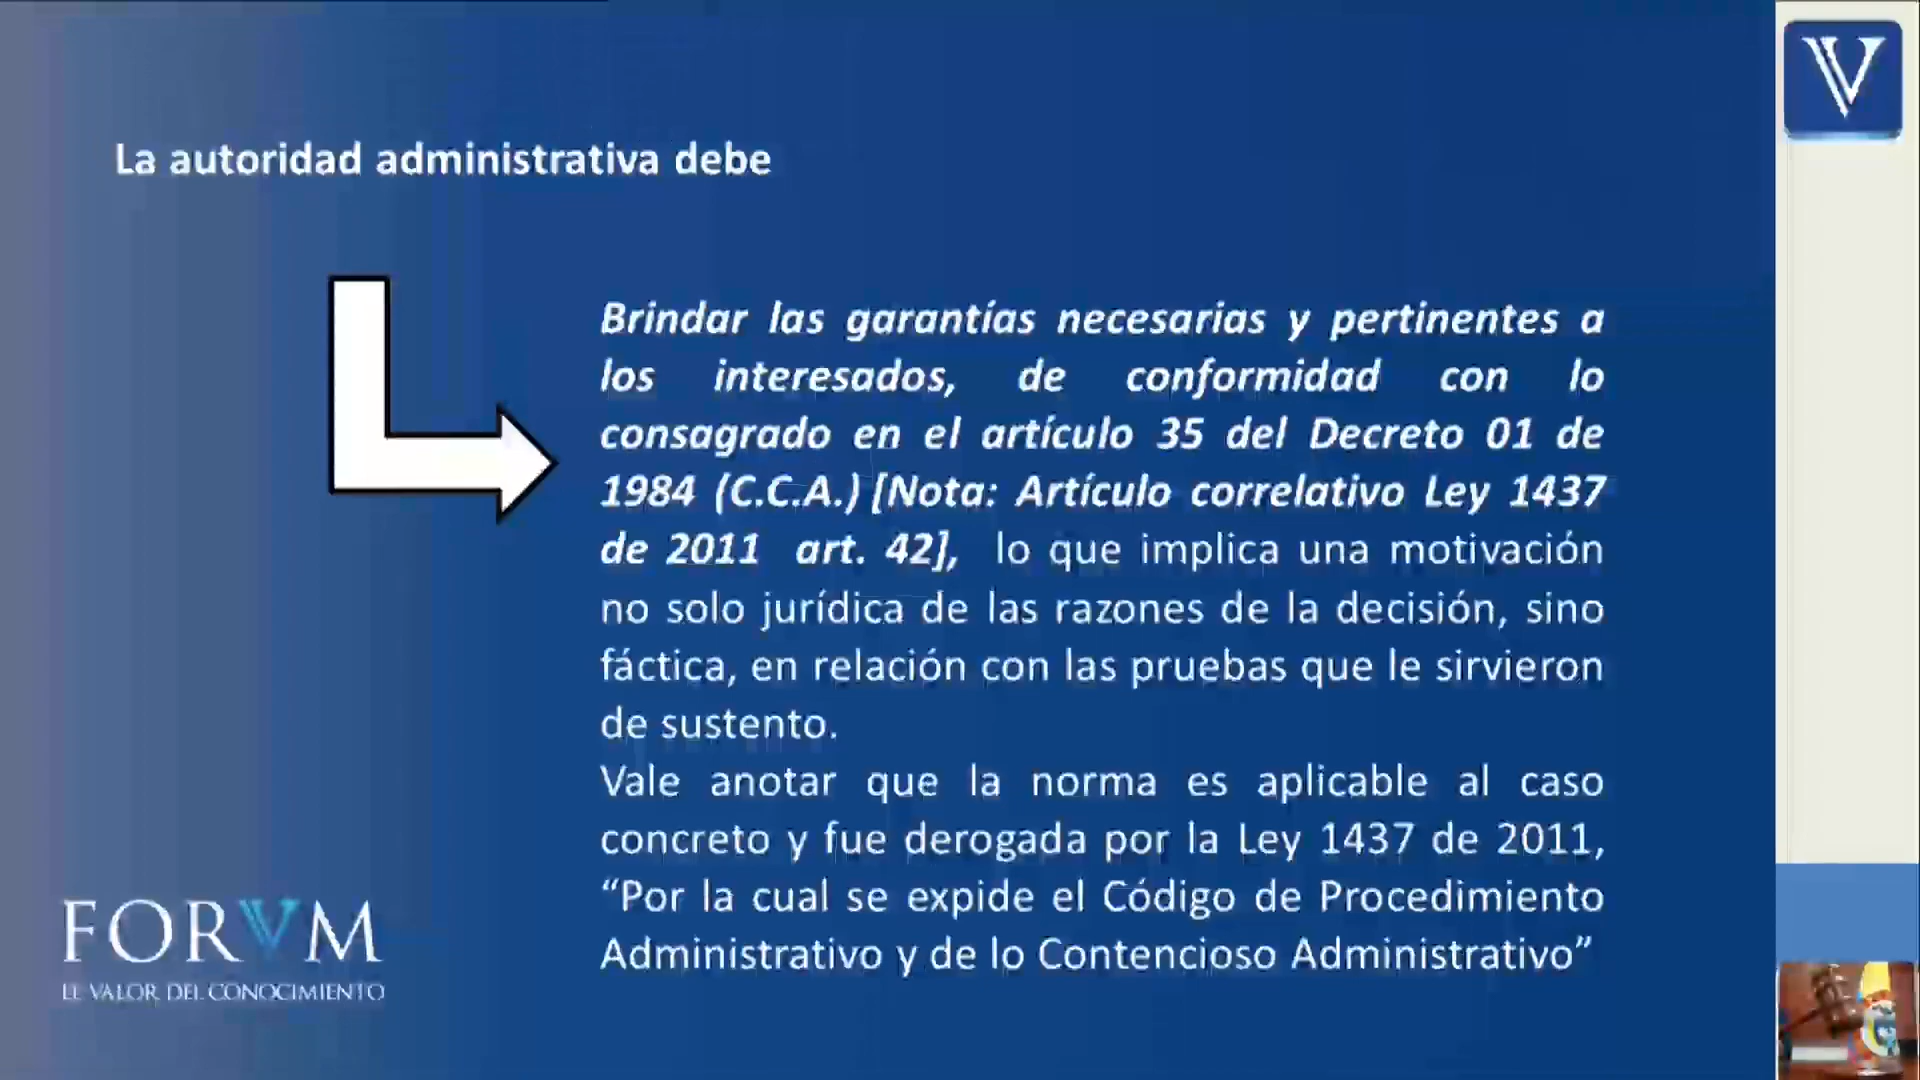 La autoridad administrativa debe
Brindar las garantías necesarias y pertinentes a
los interesados, de conformidad con lo
consagrado en el artículo 35 del Decreto 01 de
1984 (C.C.A.) [Nota: Artículo correlativo Ley 1437
de 2011 art. 42], lo que implica una motivación
no solo jurídica de las razones de la decisión, sino
fáctica, en relación con las pruebas que le sirvieron
de sustento.
Vale anotar que la norma es aplicable al caso
concreto y fue derogada por la Ley 1437 de 2011,
“Por la cual se expide el Código de Procedimiento
Administrativo y de lo Contencioso Administrativo”
FORVM
EL VALOR DEL CONOCIMIENTO
V